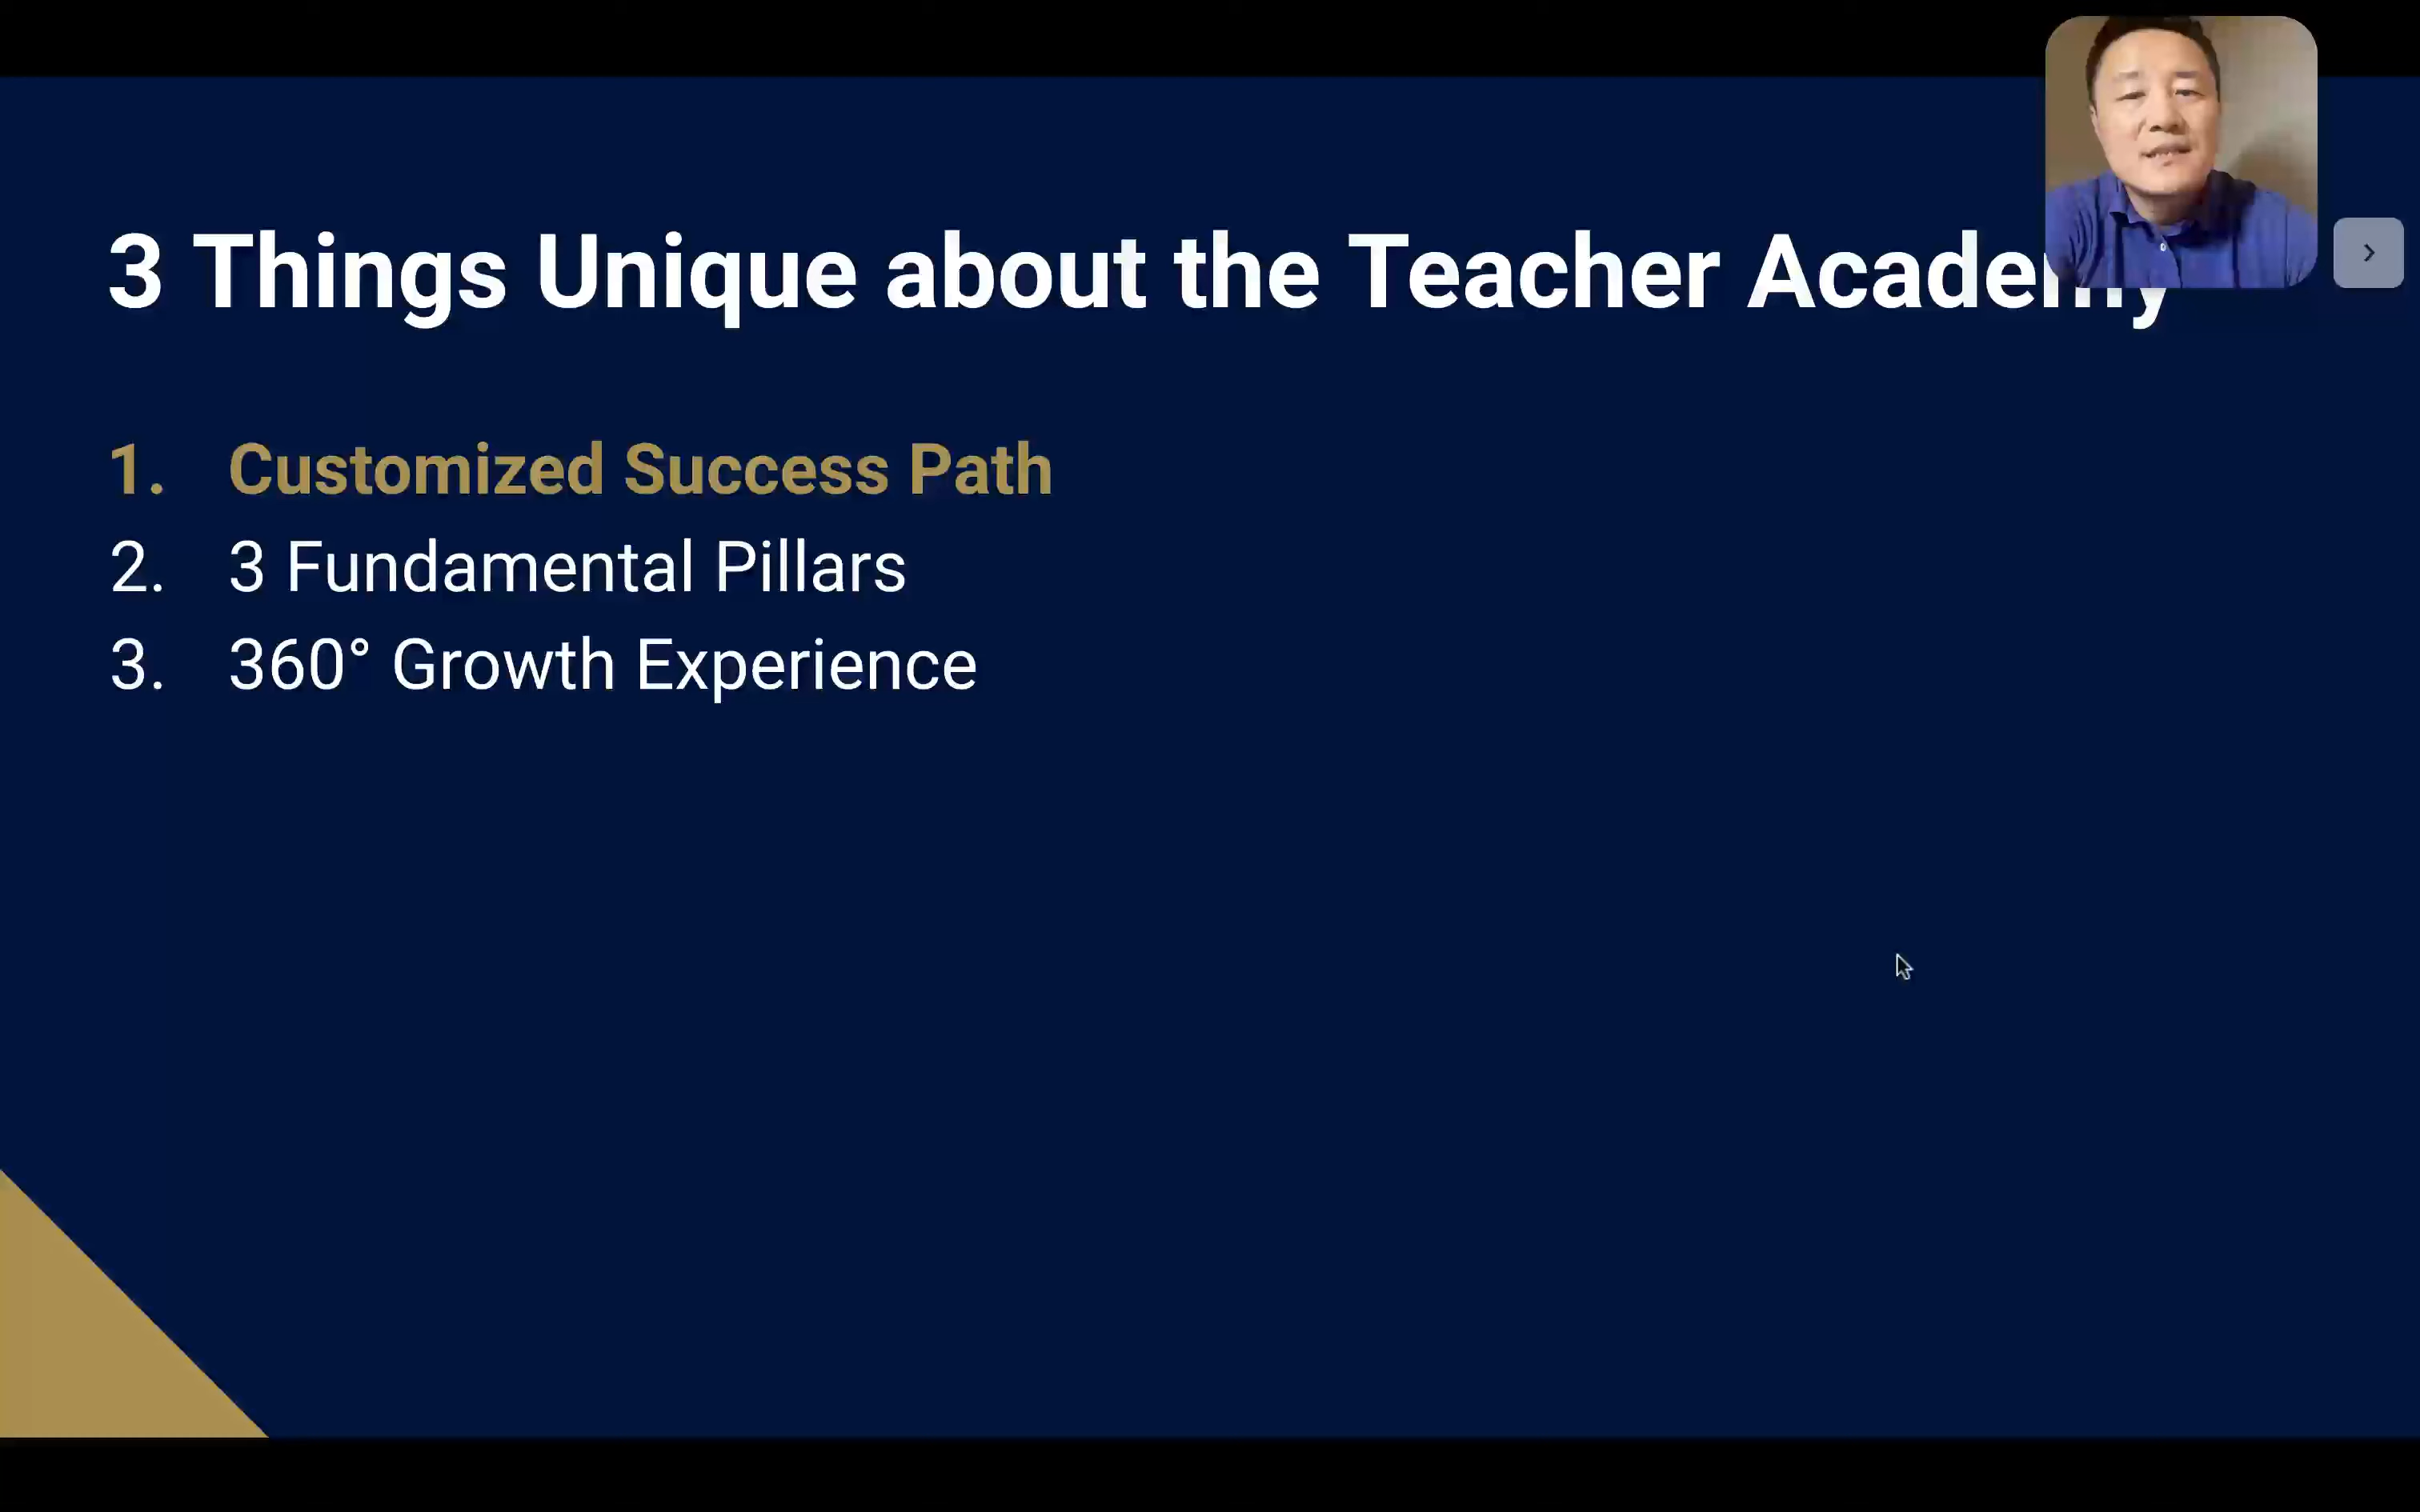 3 Things Unique about the Teacher Academy
1. Customized Success Path
2. 3 Fundamental Pillars
3. 360° Growth Experience